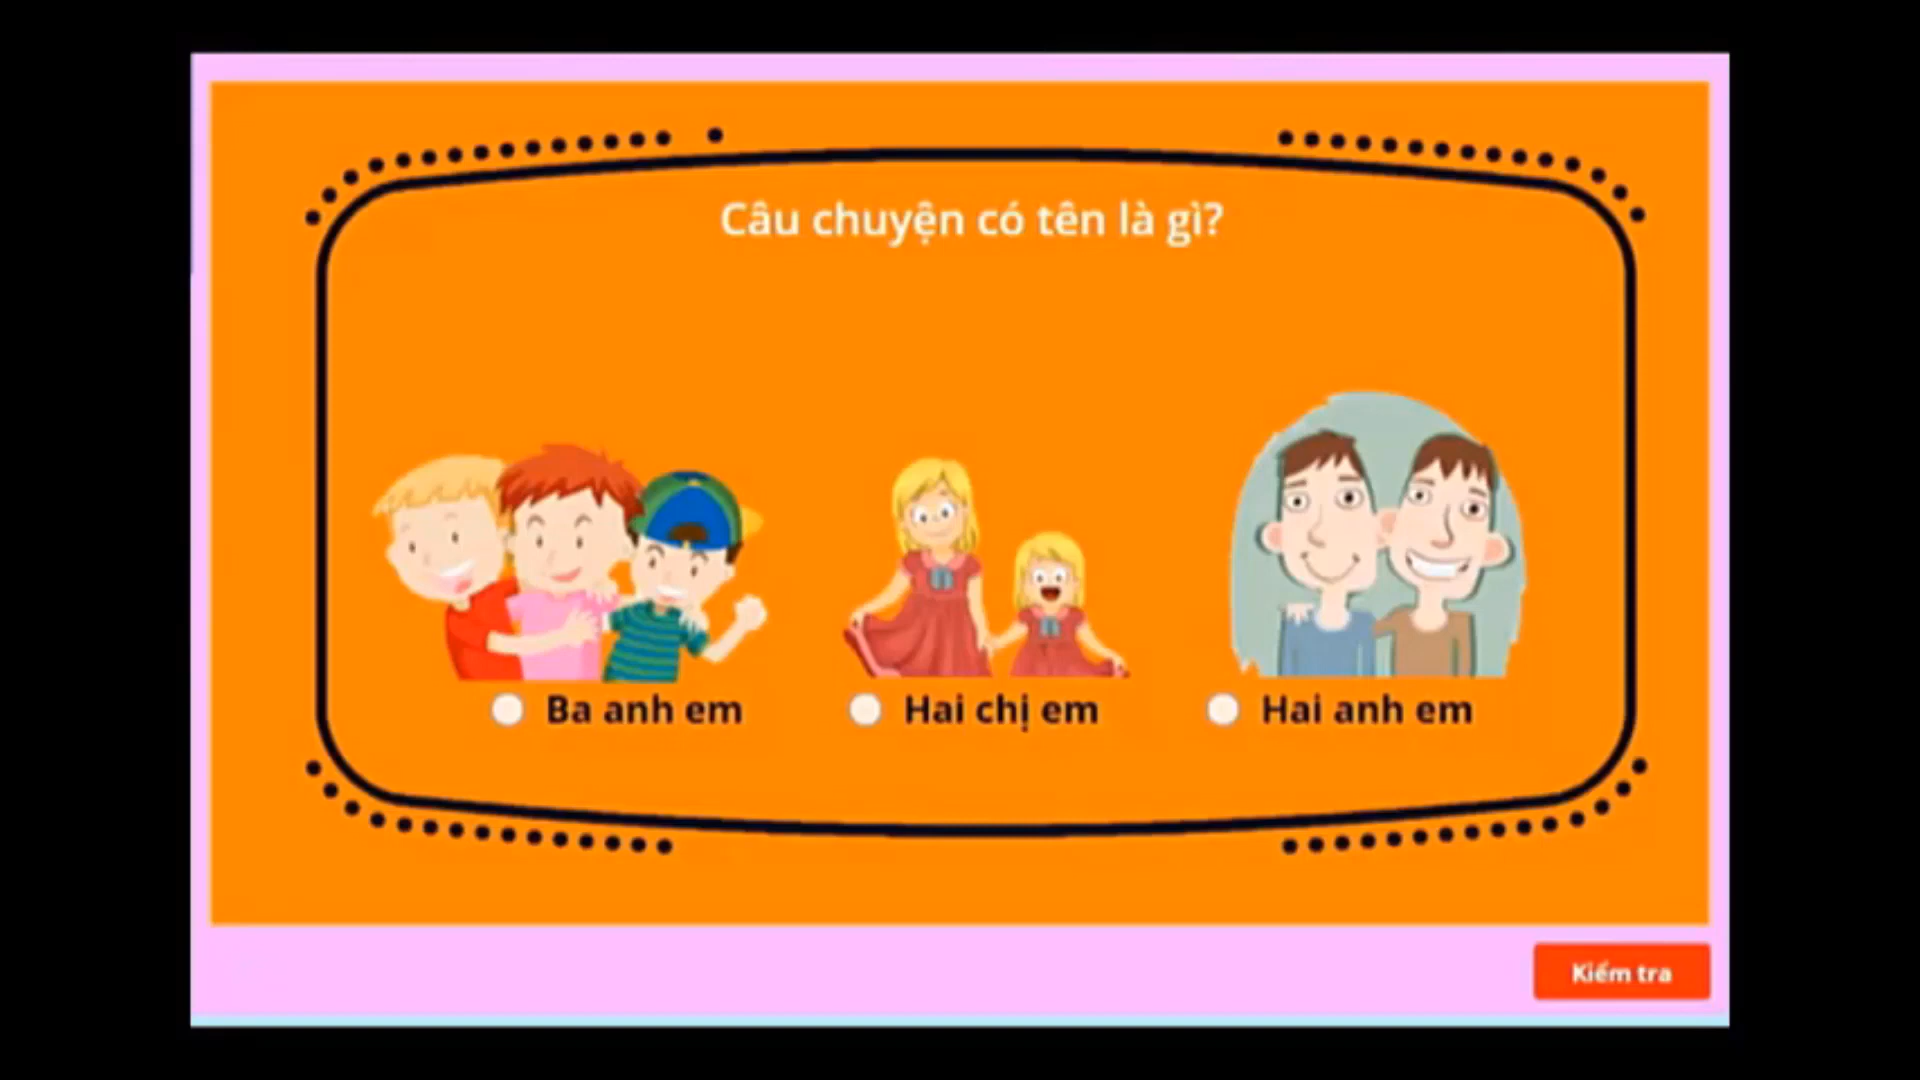 Câu chuyện có tên là gì?
Ba anh em
Hai chị em
Hai anh em
Kiểm tra